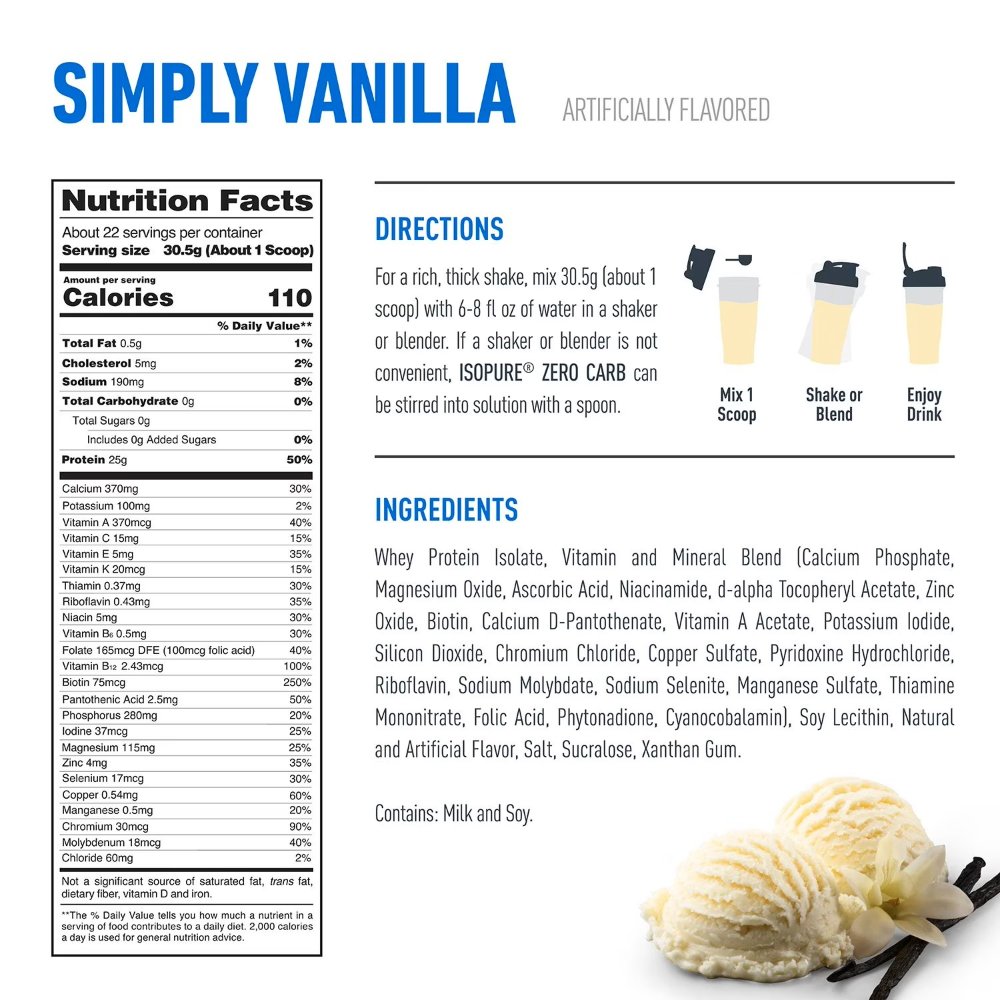 SIMPLY VANILLA ARTIFICIALLY FLAVORED
Nutrition Facts
About 22 servings per container
Serving size 30.5g (About 1 Scoop)
Amount per serving
Calories 110
% Daily Value**
Total Fat 0.5g 1%
Cholesterol 5mg 2%
Sodium 190mg 8%
Total Carbohydrate 0g 0%
Total Sugars 0g
Includes 0g Added Sugars 0%
Protein 25g 50%
Calcium 370mg 30%
Potassium 100mg 2%
Vitamin A 370mcg 40%
Vitamin C 15mg 15%
Vitamin E 5mg 35%
Vitamin K 20mcg 15%
Thiamin 0.37mg 30%
Riboflavin 0.43mg 35%
Niacin 5mg 30%
Vitamin B₆ 0.5mg 30%
Folate 165mcg DFE (100mcg folic acid) 40%
Vitamin B₁₂ 2.43mcg 100%
Biotin 75mcg 250%
Pantothenic Acid 2.5mg 50%
Phosphorus 280mg 20%
Iodine 37mcg 25%
Magnesium 115mg 25%
Zinc 4mg 35%
Selenium 17mcg 30%
Copper 0.54mg 60%
Manganese 0.5mg 20%
Chromium 30mcg 90%
Molybdenum 18mcg 40%
Chloride 60mg 2%
Not a significant source of saturated fat, trans fat,
dietary fiber, vitamin D and iron.
**The % Daily Value tells you how much a nutrient in a
serving of food contributes to a daily diet. 2,000 calories
a day is used for general nutrition advice.
DIRECTIONS
For a rich, thick shake, mix 30.5g (about 1
scoop) with 6-8 fl oz of water in a shaker
or blender. If a shaker or blender is not
convenient, ISOPURE® ZERO CARB can
be stirred into solution with a spoon.
Mix 1
Scoop
Shake or
Blend
Enjoy
Drink
INGREDIENTS
Whey Protein Isolate, Vitamin and Mineral Blend (Calcium Phosphate,
Magnesium Oxide, Ascorbic Acid, Niacinamide, d-alpha Tocopheryl Acetate, Zinc
Oxide, Biotin, Calcium D-Pantothenate, Vitamin A Acetate, Potassium Iodide,
Silicon Dioxide, Chromium Chloride, Copper Sulfate, Pyridoxine Hydrochloride,
Riboflavin, Sodium Molybdate, Sodium Selenite, Manganese Sulfate, Thiamine
Mononitrate, Folic Acid, Phytonadione, Cyanocobalamin), Soy Lecithin, Natural
and Artificial Flavor, Salt, Sucralose, Xanthan Gum.
Contains: Milk and Soy.